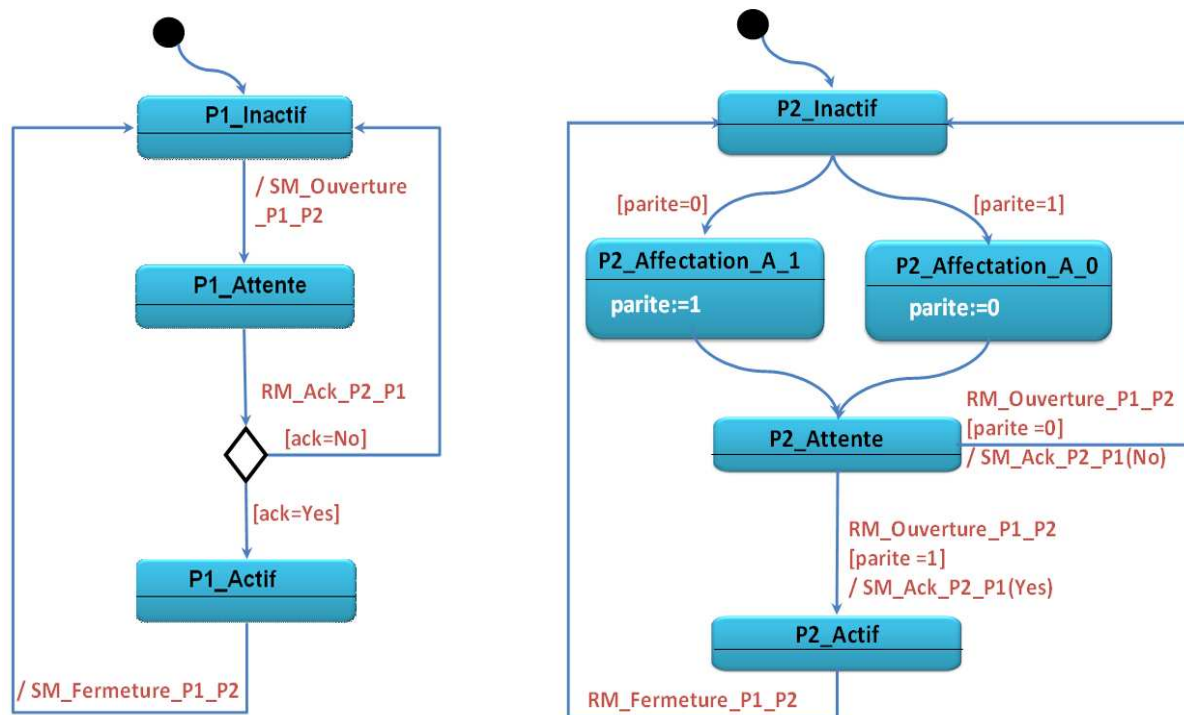 P1_Inactif
/ SM_Ouverture
_P1_P2
P1_Attente
RM_Ack_P2_P1
[ack=No]
[ack=Yes]
P1_Actif
/ SM_Fermeture_P1_P2
P2_Inactif
[parite=0]
[parite=1]
P2_Affectation_A_1
parite:=1
P2_Affectation_A_0
parite:=0
P2_Attente
RM_Ouverture_P1_P2
[parite =0]
/ SM_Ack_P2_P1(No)
RM_Ouverture_P1_P2
[parite =1]
/ SM_Ack_P2_P1(Yes)
P2_Actif
RM_Fermeture_P1_P2